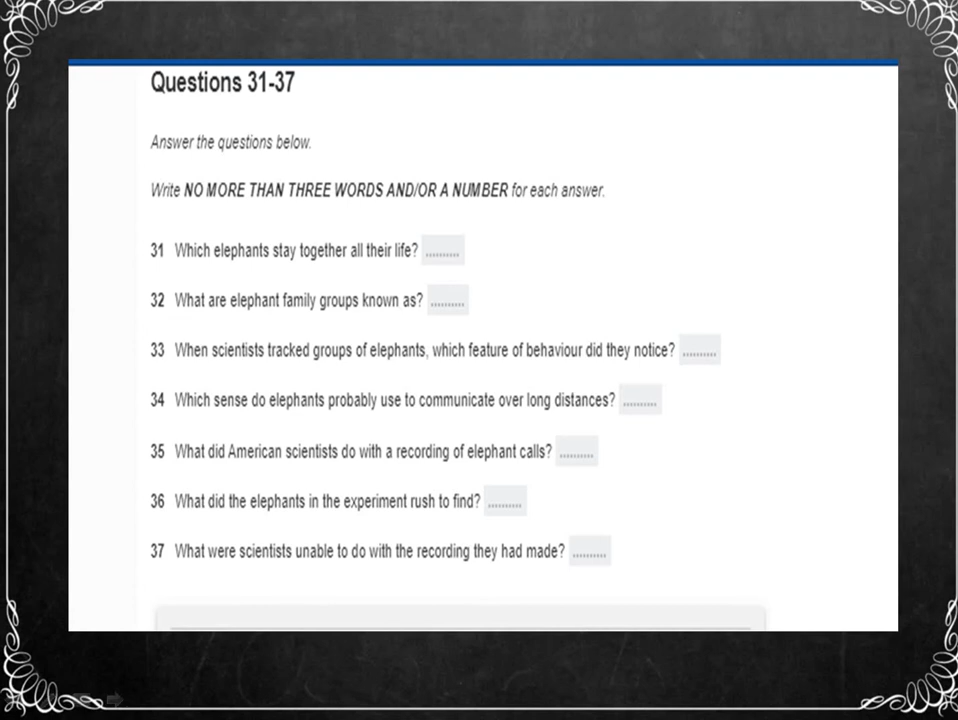 Questions 31-37
Answer the questions below.
Write NO MORE THAN THREE WORDS AND/OR A NUMBER for each answer.
31 Which elephants stay together all their life? ..........
32 What are elephant family groups known as? ..........
33 When scientists tracked groups of elephants, which feature of behaviour did they notice? ..........
34 Which sense do elephants probably use to communicate over long distances? ..........
35 What did American scientists do with a recording of elephant calls? ..........
36 What did the elephants in the experiment rush to find? ..........
37 What were scientists unable to do with the recording they had made? ..........